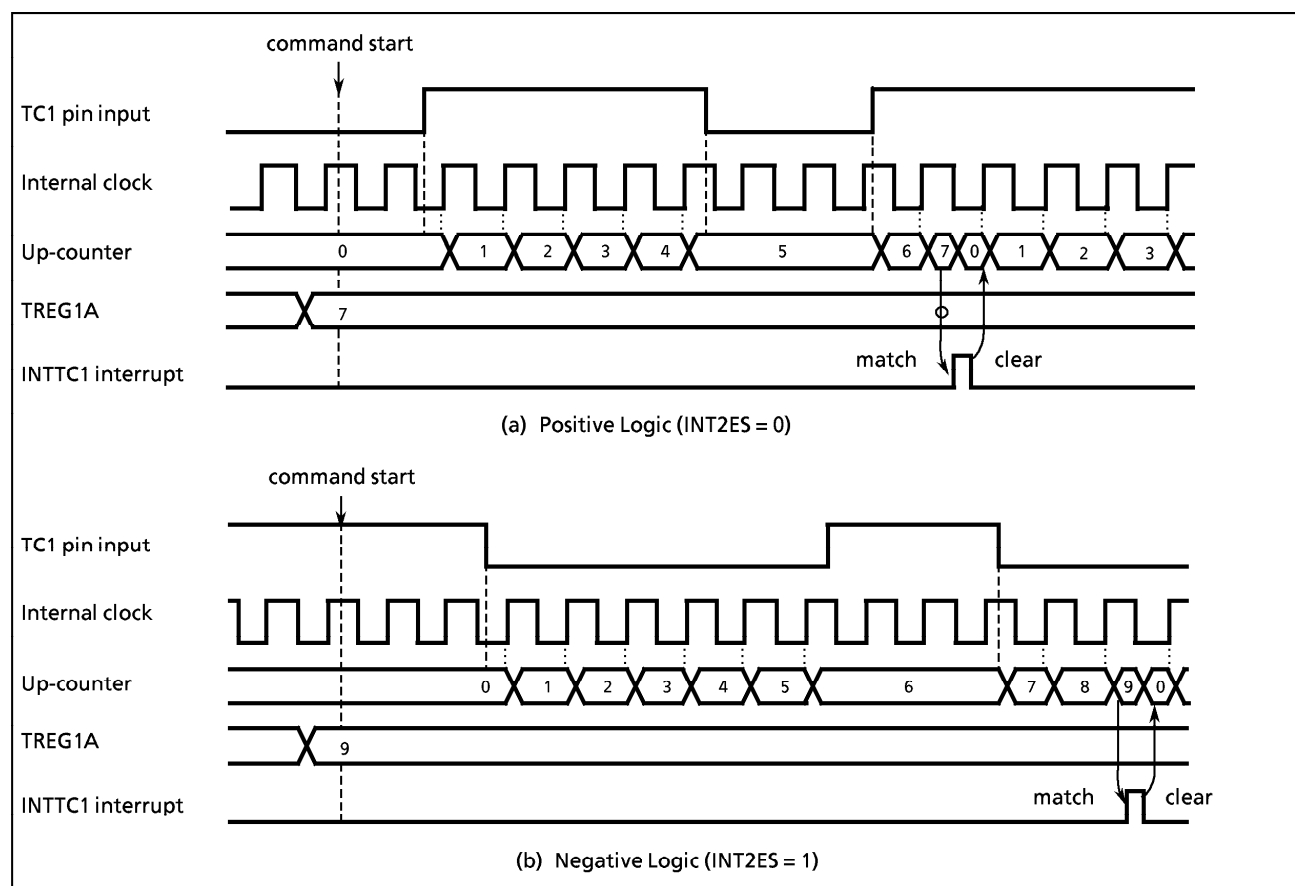 command start
TC1 pin input
Internal clock
Up-counter 0 1 2 3 4 5 6 7 0 1 2 3
TREG1A 7
match clear
INTTC1 interrupt
(a) Positive Logic (INT2ES = 0)
command start
TC1 pin input
Internal clock
Up-counter 0 1 2 3 4 5 6 7 8 9 0
TREG1A 9
match clear
INTTC1 interrupt
(b) Negative Logic (INT2ES = 1)